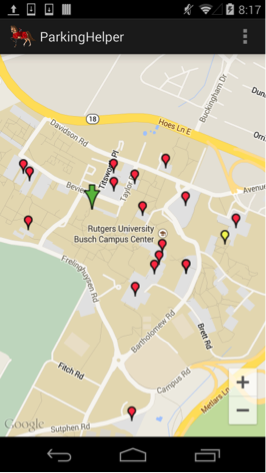 8:17
ParkingHelper
18
Hoes Ln E
Buckingham Dr
Davidson Rd
Titsworth Pl
Taylor
Bevier
Avenue
Rutgers University
Busch Campus Center
Frelinghuysen Rd
Bartholomew Rd
Brett Rd
Fitch Rd
Campus Rd
Metlars Ln
Sutphen Rd
Google
+
−